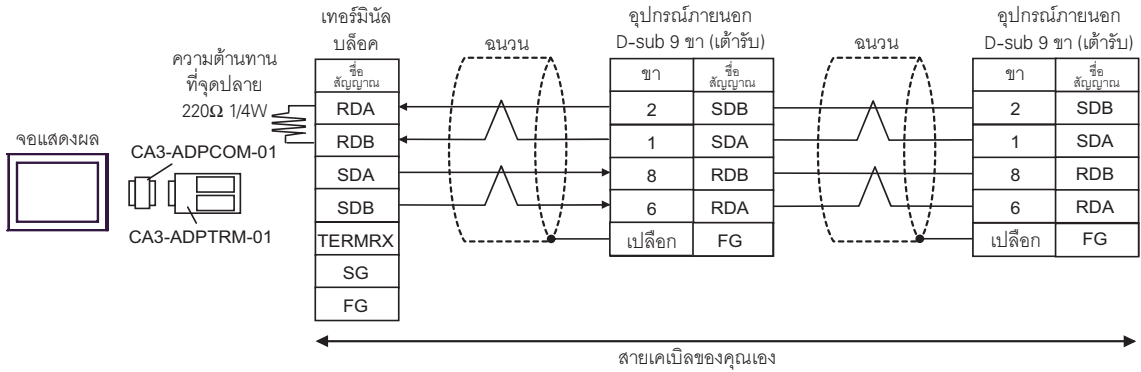 เทอร์มินัล
บล็อค
อุปกรณ์ภายนอก
D-sub 9 ขา (เต้ารับ)
อุปกรณ์ภายนอก
D-sub 9 ขา (เต้ารับ)
ความต้านทาน
ที่จุดปลาย
220Ω 1/4W
ฉนวน
ฉนวน
ชื่อ
สัญญาณ
ขา
ชื่อ
สัญญาณ
ขา
ชื่อ
สัญญาณ
RDA
2 SDB
2 SDB
RDB
1 SDA
1 SDA
SDA
8 RDB
8 RDB
SDB
6 RDA
6 RDA
TERMRX
เปลือก FG
เปลือก FG
SG
FG
จอแสดงผล
CA3-ADPCOM-01
CA3-ADPTRM-01
สายเคเบิลของคุณเอง